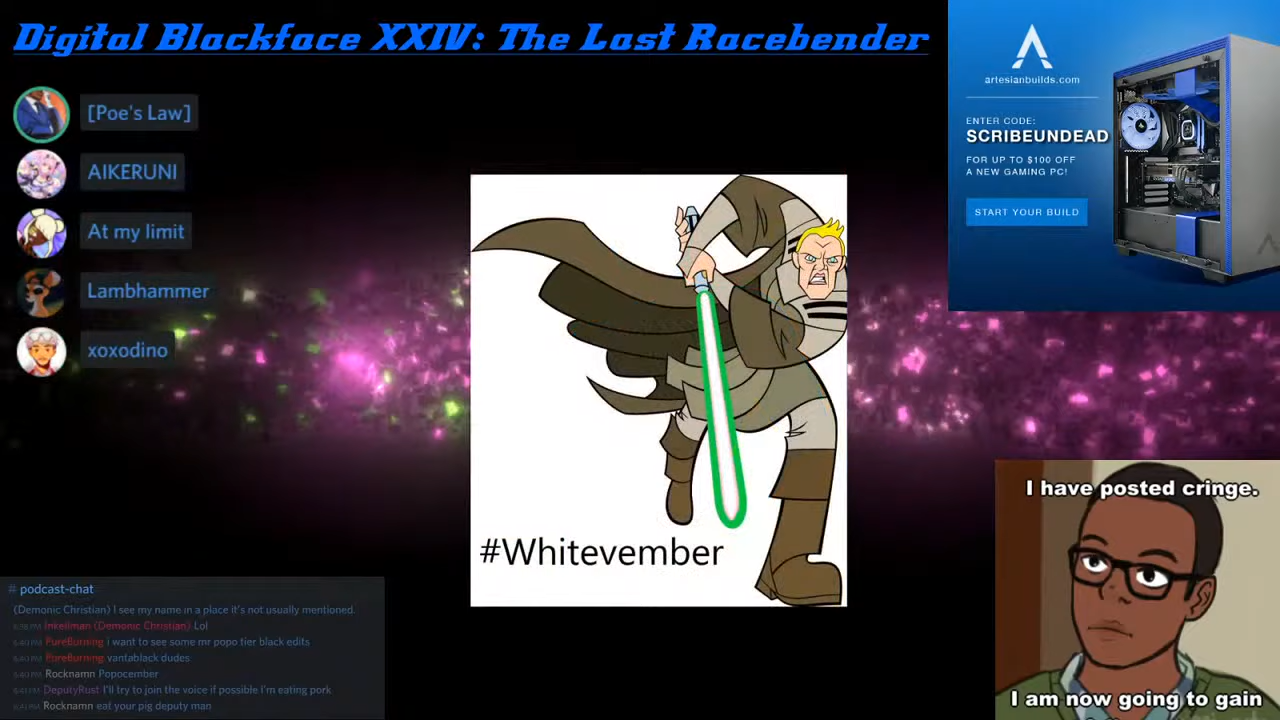 Digital Blackface XXIV: The Last Racebender
[Poe's Law]
AIKERUNI
At my limit
Lambhammer
xoxodino
artesianbuilds.com
ENTER CODE:
SCRIBEUNDEAD
FOR UP TO $100 OFF
A NEW GAMING PC!
START YOUR BUILD
#Whitevember
I have posted cringe.
I am now going to gain
# podcast-chat
(Demonic Christian) I see my name in a place it's not usually mentioned.
Inkellman (Demonic Christian) Lol
PureBurning i want to see some mr popo tier black edits
PureBurning vantablack dudes
Rocknamn Popocember
DeputyRust I'll try to join the voice if possible I'm eating pork
Rocknamn eat your pig deputy man